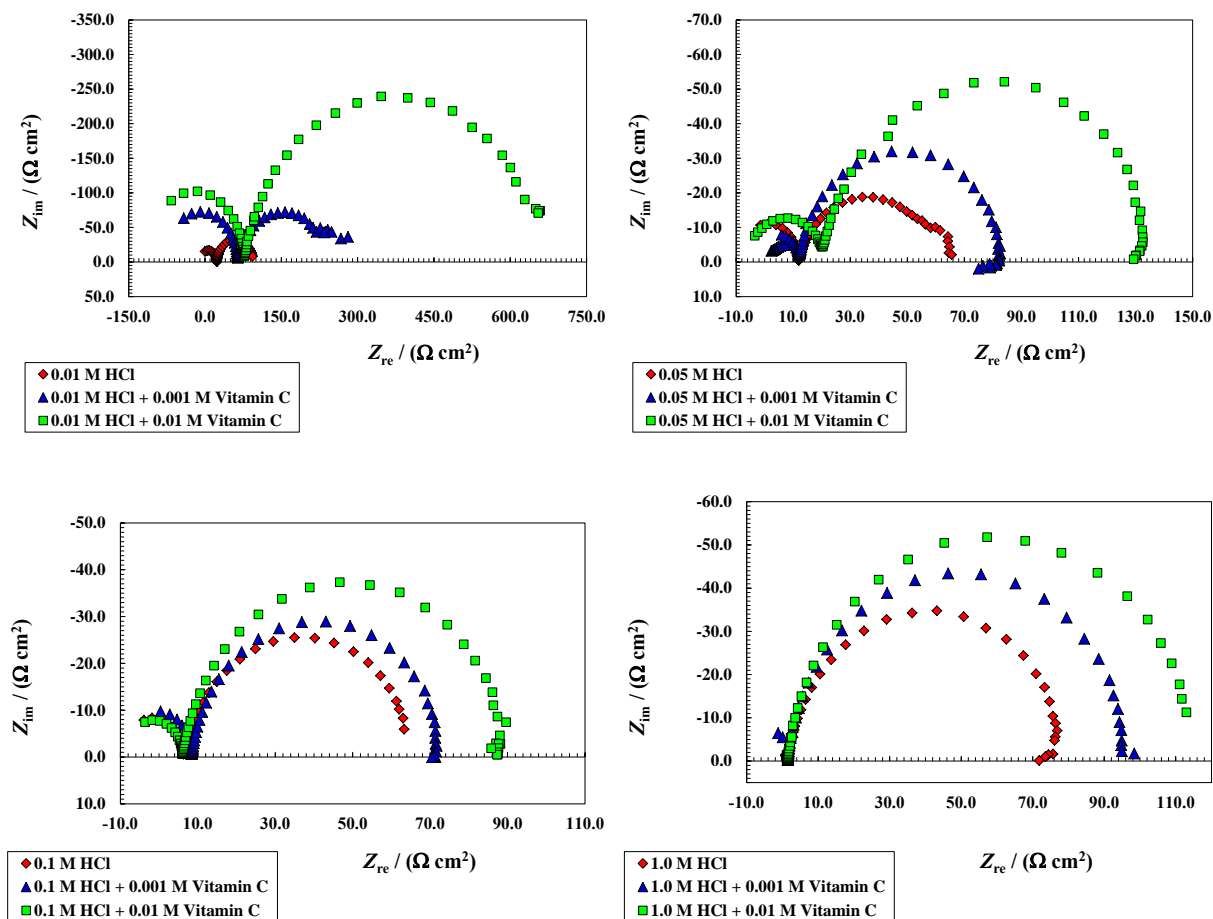 -350.0
-300.0
-250.0
-200.0
-150.0
-100.0
-50.0
0.0
50.0
-150.0 0.0 150.0 300.0 450.0 600.0 750.0
Zim / (Ω cm²)
Zre / (Ω cm²)
0.01 M HCl
0.01 M HCl + 0.001 M Vitamin C
0.01 M HCl + 0.01 M Vitamin C
-70.0
-60.0
-50.0
-40.0
-30.0
-20.0
-10.0
0.0
10.0
-10.0 10.0 30.0 50.0 70.0 90.0 110.0 130.0 150.0
Zim / (Ω cm²)
Zre / (Ω cm²)
0.05 M HCl
0.05 M HCl + 0.001 M Vitamin C
0.05 M HCl + 0.01 M Vitamin C
-50.0
-40.0
-30.0
-20.0
-10.0
0.0
10.0
-10.0 10.0 30.0 50.0 70.0 90.0 110.0
Zim / (Ω cm²)
Zre / (Ω cm²)
0.1 M HCl
0.1 M HCl + 0.001 M Vitamin C
0.1 M HCl + 0.01 M Vitamin C
-60.0
-50.0
-40.0
-30.0
-20.0
-10.0
0.0
-10.0 10.0 30.0 50.0 70.0 90.0 110.0
Zim / (Ω cm²)
Zre / (Ω cm²)
1.0 M HCl
1.0 M HCl + 0.001 M Vitamin C
1.0 M HCl + 0.01 M Vitamin C